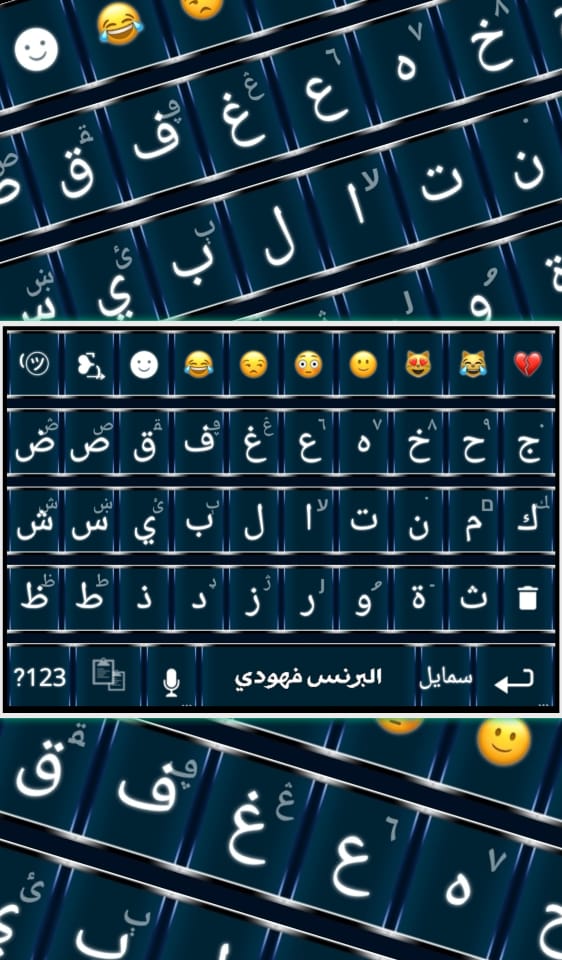 خ ه ع غ ف ق ص
ن ت ا ل ب ي س
و
ج ح خ ه ع غ ف ق ص ض
ك م ن ت ا ل ب ي س ش
ث ة و ر ز د ذ ط ظ
?123 البرنس فهودي سمايل
ق ف غ ع ه
ب